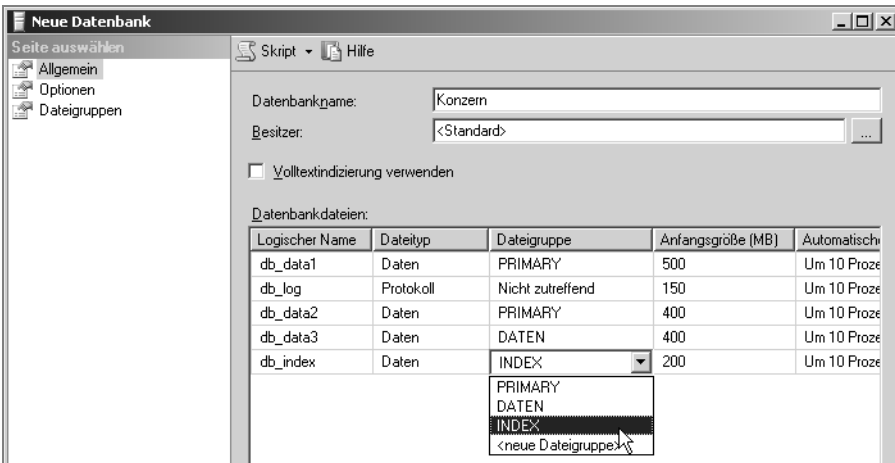 Neue Datenbank
Seite auswählen
Allgemein
Optionen
Dateigruppen
Skript Hilfe
Datenbankname: Konzern
Besitzer: <Standard> ...
Volltextindizierung verwenden
Datenbankdateien:
Logischer Name Dateityp Dateigruppe Anfangsgröße (MB) Automatische
db_data1 Daten PRIMARY 500 Um 10 Proze
db_log Protokoll Nicht zutreffend 150 Um 10 Proze
db_data2 Daten PRIMARY 400 Um 10 Proze
db_data3 Daten DATEN 400 Um 10 Proze
db_index Daten INDEX 200 Um 10 Proze
PRIMARY
DATEN
INDEX
<neue Dateigruppe>